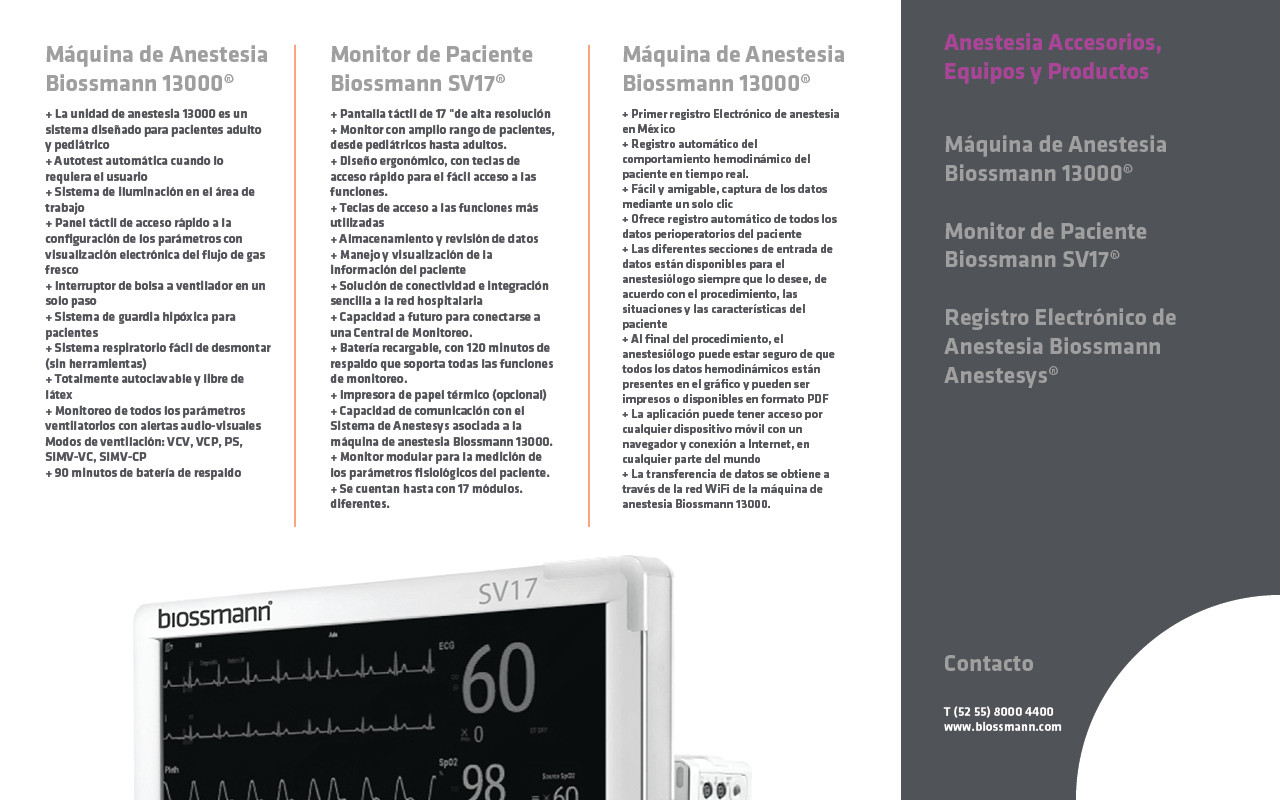 Máquina de Anestesia
Biossmann 13000®
+ La unidad de anestesia 13000 es un
sistema diseñado para pacientes adulto
y pediátrico
+ Autotest automática cuando lo
requiera el usuario
+ Sistema de iluminación en el área de
trabajo
+ Panel táctil de acceso rápido a la
configuración de los parámetros con
visualización electrónica del flujo de gas
fresco
+ Interruptor de bolsa a ventilador en un
solo paso
+ Sistema de guardia hipóxica para
pacientes
+ Sistema respiratorio fácil de desmontar
(sin herramientas)
+ Totalmente autoclavable y libre de
látex
+ Monitoreo de todos los parámetros
ventilatorios con alertas audio-visuales
Modos de ventilación: VCV, VCP, PS,
SIMV-VC, SIMV-CP
+ 90 minutos de batería de respaldo
Monitor de Paciente
Biossmann SV17®
+ Pantalla táctil de 17 "de alta resolución
+ Monitor con amplio rango de pacientes,
desde pediátricos hasta adultos.
+ Diseño ergonómico, con teclas de
acceso rápido para el fácil acceso a las
funciones.
+ Teclas de acceso a las funciones más
utilizadas
+ Almacenamiento y revisión de datos
+ Manejo y visualización de la
información del paciente
+ Solución de conectividad e integración
sencilla a la red hospitalaria
+ Capacidad a futuro para conectarse a
una Central de Monitoreo.
+ Batería recargable, con 120 minutos de
respaldo que soporta todas las funciones
de monitoreo.
+ Impresora de papel térmico (opcional)
+ Capacidad de comunicación con el
Sistema de Anestesys asociada a la
máquina de anestesia Biossmann 13000.
+ Monitor modular para la medición de
los parámetros fisiológicos del paciente.
+ Se cuentan hasta con 17 módulos.
diferentes.
Máquina de Anestesia
Biossmann 13000®
+ Primer registro Electrónico de anestesia
en México
+ Registro automático del
comportamiento hemodinámico del
paciente en tiempo real.
+ Fácil y amigable, captura de los datos
mediante un solo clic
+ Ofrece registro automático de todos los
datos perioperatorios del paciente
+ Las diferentes secciones de entrada de
datos están disponibles para el
anestesiólogo siempre que lo desee, de
acuerdo con el procedimiento, las
situaciones y las características del
paciente
+ Al final del procedimiento, el
anestesiólogo puede estar seguro de que
todos los datos hemodinámicos están
presentes en el gráfico y pueden ser
impresos o disponibles en formato PDF
+ La aplicación puede tener acceso por
cualquier dispositivo móvil con un
navegador y conexión a Internet, en
cualquier parte del mundo
+ La transferencia de datos se obtiene a
través de la red WiFi de la máquina de
anestesia Biossmann 13000.
Anestesia Accesorios,
Equipos y Productos
Máquina de Anestesia
Biossmann 13000®
Monitor de Paciente
Biossmann SV17®
Registro Electrónico de
Anestesia Biossmann
Anestesys®
Contacto
T (52 55) 8000 4400
www.biossmann.com
biossmann
SV17
ECG
60
0
Pleth
SpO2
98
Source SpO2
60